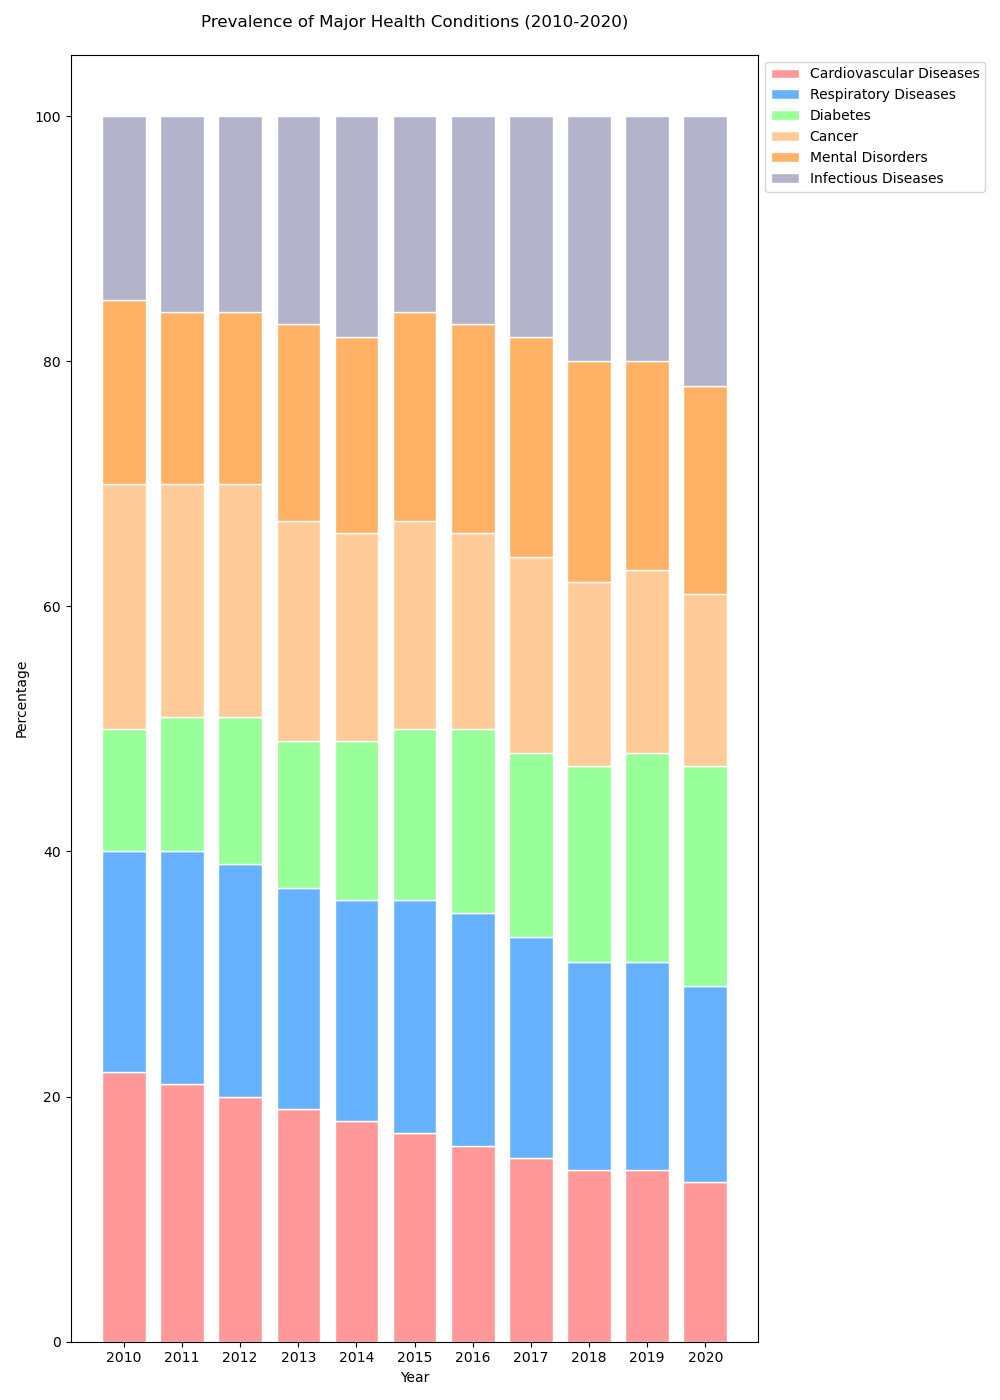 Prevalence of Major Health Conditions (2010-2020)
Cardiovascular Diseases
Respiratory Diseases
Diabetes
Cancer
Mental Disorders
Infectious Diseases
100
80
60
40
20
0
Percentage
2010 2011 2012 2013 2014 2015 2016 2017 2018 2019 2020
Year